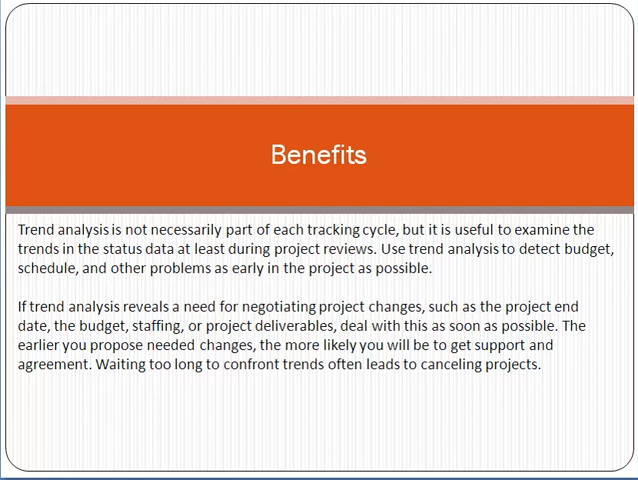 Benefits
Trend analysis is not necessarily part of each tracking cycle, but it is useful to examine the
trends in the status data at least during project reviews. Use trend analysis to detect budget,
schedule, and other problems as early in the project as possible.
If trend analysis reveals a need for negotiating project changes, such as the project end
date, the budget, staffing, or project deliverables, deal with this as soon as possible. The
earlier you propose needed changes, the more likely you will be to get support and
agreement. Waiting too long to confront trends often leads to canceling projects.